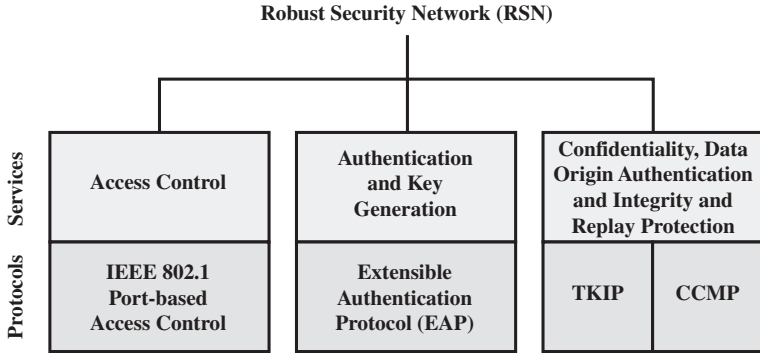 Robust Security Network (RSN)
Services
Access Control
Authentication
and Key
Generation
Confidentiality, Data
Origin Authentication
and Integrity and
Replay Protection
Protocols
IEEE 802.1
Port-based
Access Control
Extensible
Authentication
Protocol (EAP)
TKIP
CCMP